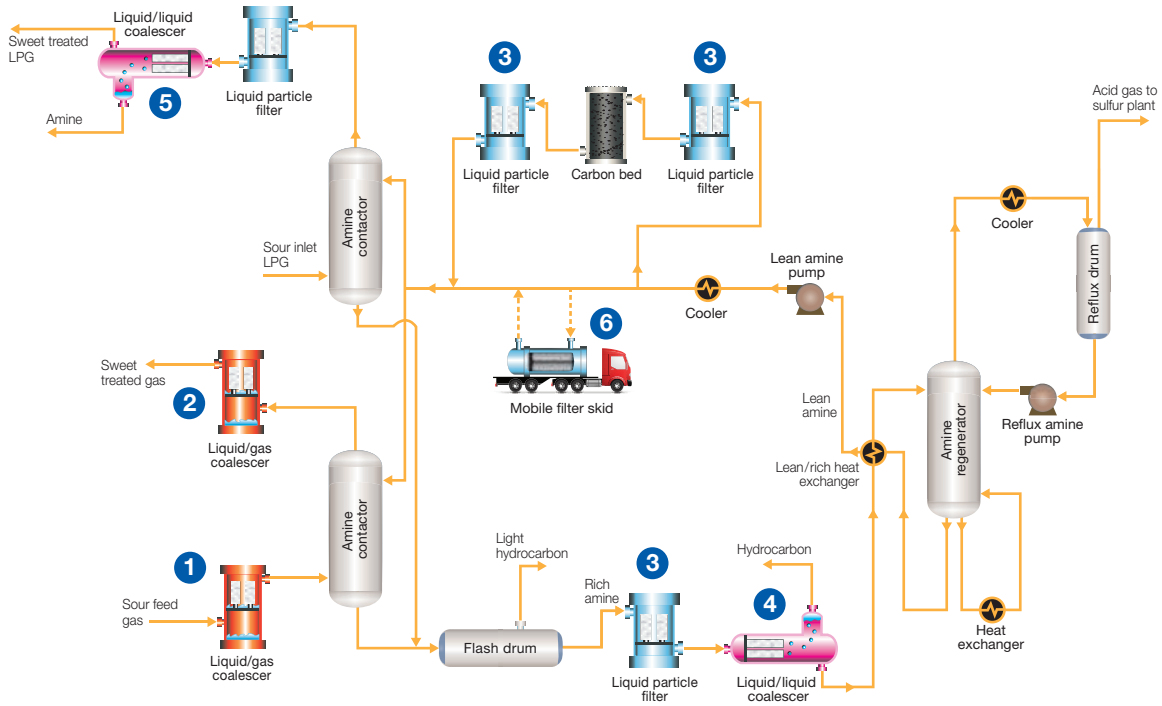 Liquid/liquid
coalescer
Sweet treated
LPG
5
Amine
Liquid particle
filter
3
Liquid particle
filter
Carbon bed
3
Liquid particle
filter
Acid gas to
sulfur plant
Cooler
Reflux drum
Amine
contactor
Sour inlet
LPG
Lean amine
pump
Cooler
6
Mobile filter skid
Sweet
treated gas
2
Liquid/gas
coalescer
Lean
amine
Amine
regenerator
Reflux amine
pump
Lean/rich heat
exchanger
Amine
contactor
1
Sour feed
gas
Liquid/gas
coalescer
Light
hydrocarbon
Flash drum
Rich
amine
3
Liquid particle
filter
Hydrocarbon
4
Liquid/liquid
coalescer
Heat
exchanger